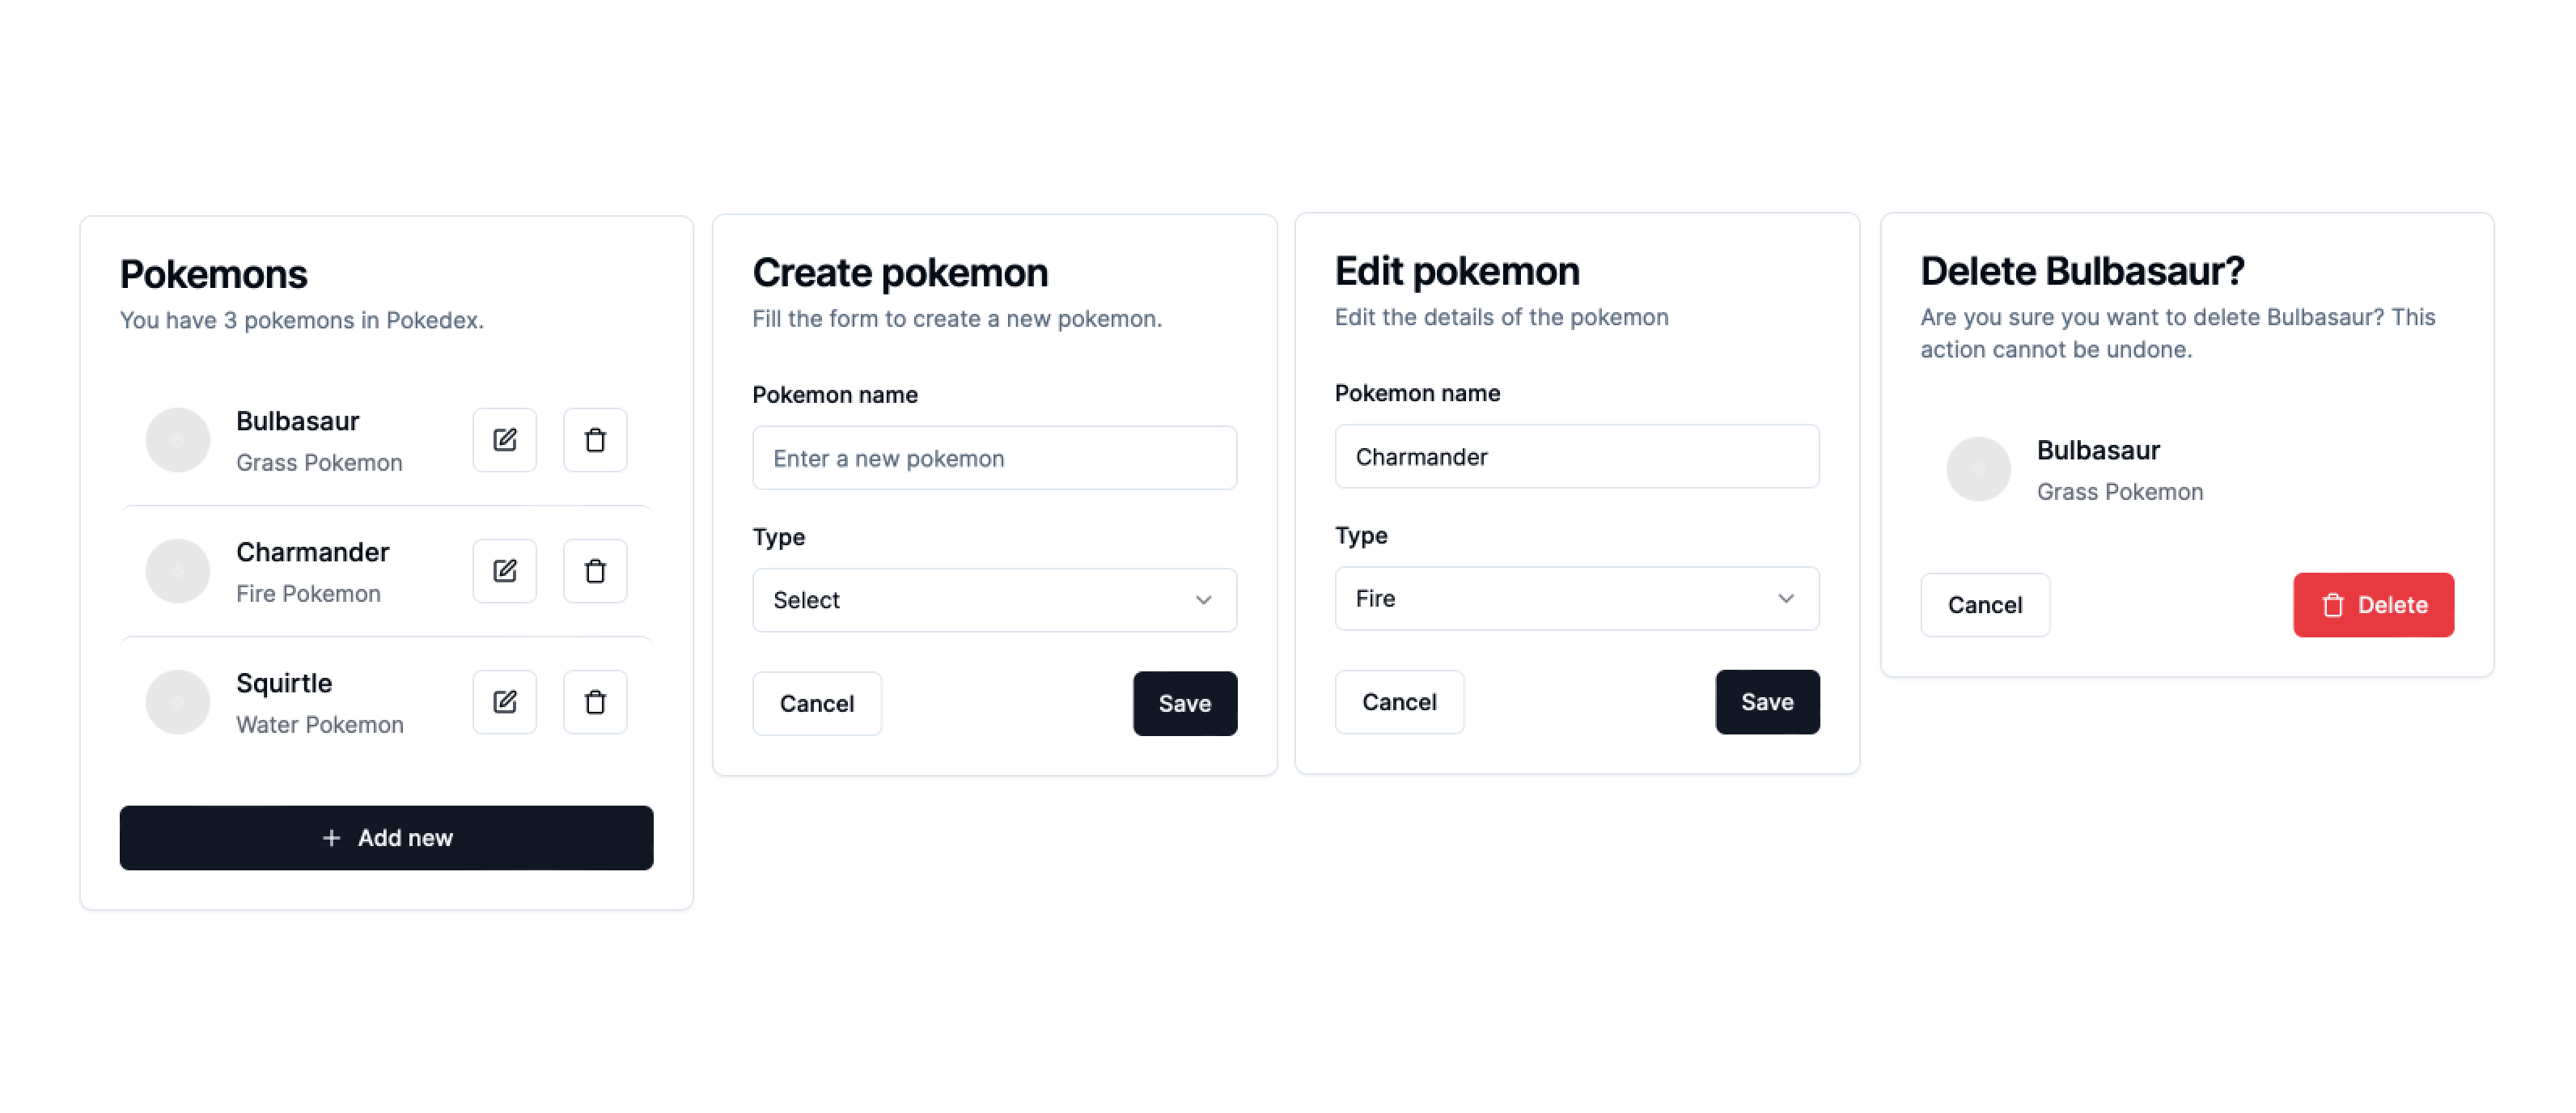 Pokemons
You have 3 pokemons in Pokedex.
Bulbasaur
Grass Pokemon
Charmander
Fire Pokemon
Squirtle
Water Pokemon
Add new
Create pokemon
Fill the form to create a new pokemon.
Pokemon name
Enter a new pokemon
Type
Select
Cancel
Save
Edit pokemon
Edit the details of the pokemon
Pokemon name
Charmander
Type
Fire
Cancel
Save
Delete Bulbasaur?
Are you sure you want to delete Bulbasaur? This
action cannot be undone.
Bulbasaur
Grass Pokemon
Cancel
Delete